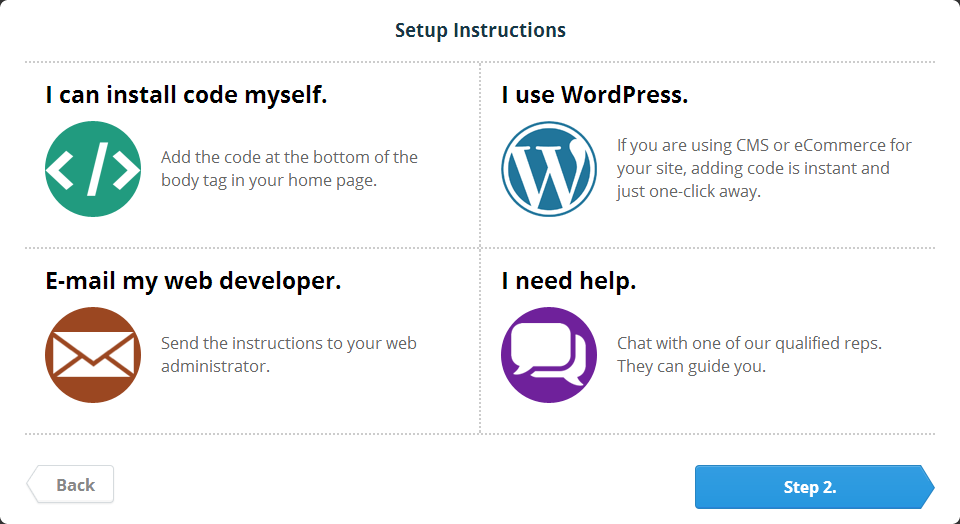 Setup Instructions
I can install code myself.
Add the code at the bottom of the
body tag in your home page.
I use WordPress.
If you are using CMS or eCommerce for
your site, adding code is instant and
just one-click away.
E-mail my web developer.
Send the instructions to your web
administrator.
I need help.
Chat with one of our qualified reps.
They can guide you.
Back
Step 2.